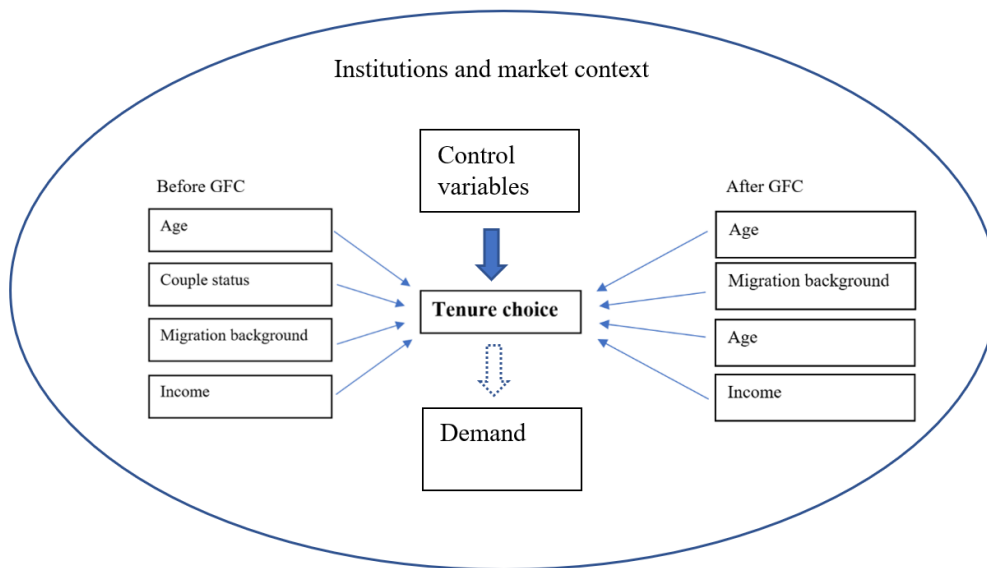 Institutions and market context
Control
variables
Before GFC
Age
Couple status
Migration background
Income
Tenure choice
Demand
After GFC
Age
Migration background
Age
Income